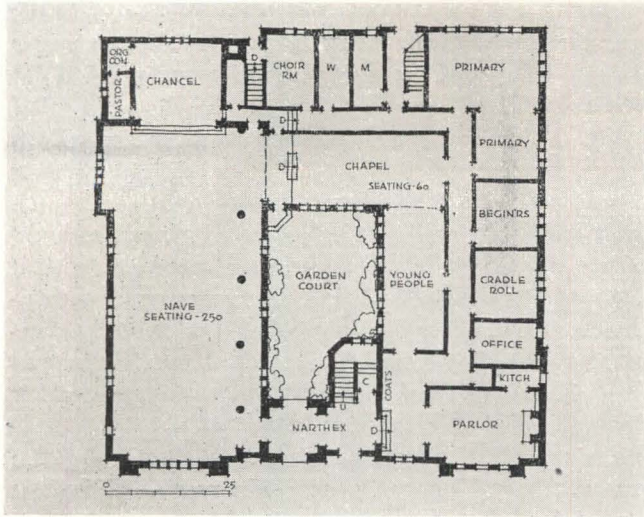 ORG.
CON.
PASTOR
CHANCEL
D
CHOIR
RM
W
M
PRIMARY
D
CHAPEL
SEATING-60
D
PRIMARY
BEGIN'RS
GARDEN
COURT
YOUNG
PEOPLE
CRADLE
ROLL
NAVE
SEATING-250
OFFICE
KITCH
C
U
COATS
NARTHEX
D
PARLOR
0
25